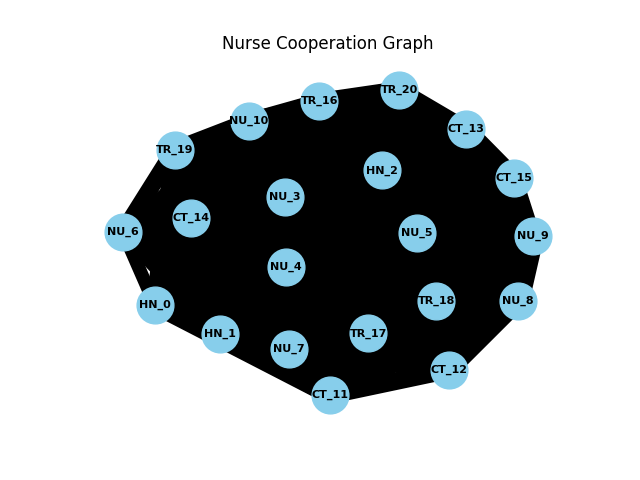 Nurse Cooperation Graph
TR_20
TR_16
NU_10
CT_13
TR_19
HN_2
CT_15
NU_3
CT_14
NU_6
NU_5
NU_9
NU_4
HN_0
TR_18
NU_8
HN_1
TR_17
NU_7
CT_12
CT_11